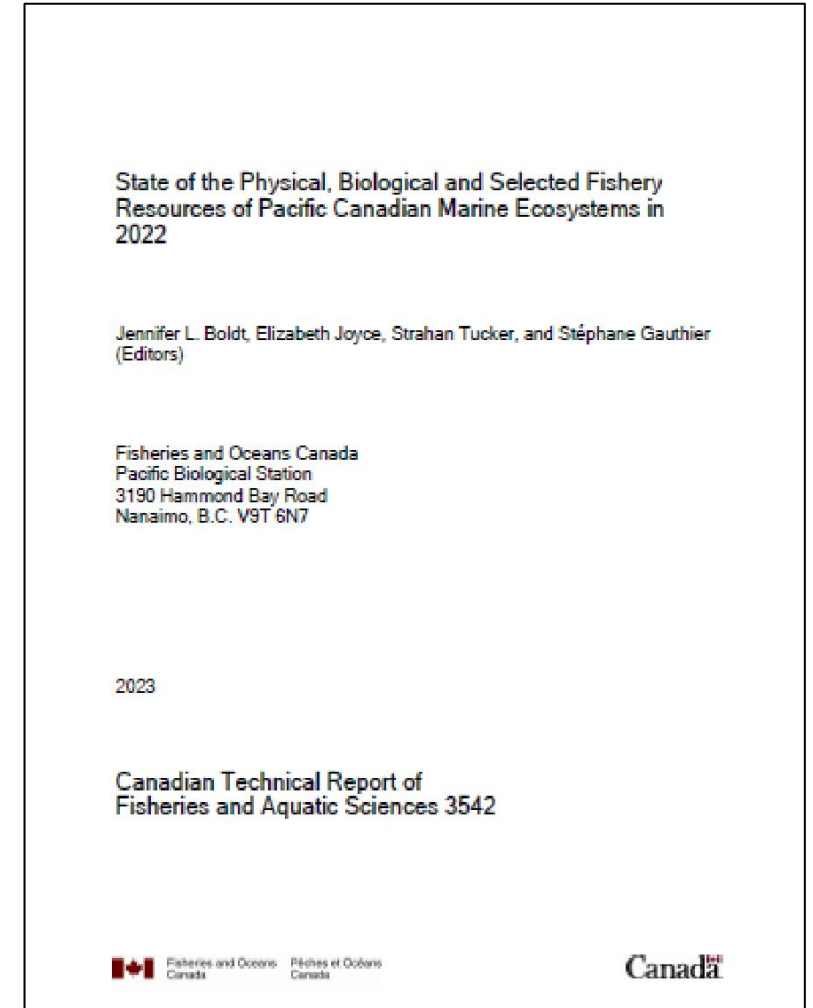 State of the Physical, Biological and Selected Fishery
Resources of Pacific Canadian Marine Ecosystems in
2022
Jennifer L. Boldt, Elizabeth Joyce, Strahan Tucker, and Stéphane Gauthier
(Editors)
Fisheries and Oceans Canada
Pacific Biological Station
3190 Hammond Bay Road
Nanaimo, B.C. V9T 6N7
2023
Canadian Technical Report of
Fisheries and Aquatic Sciences 3542
Fisheries and Oceans
Canada
Pêches et Océans
Canada
Canada